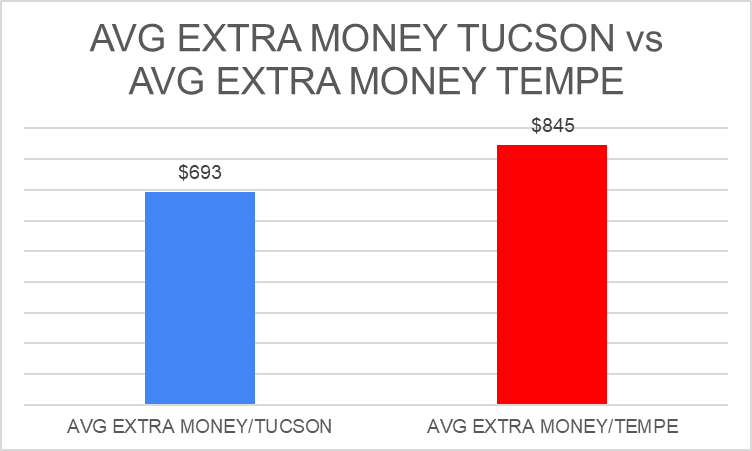 AVG EXTRA MONEY TUCSON vs
AVG EXTRA MONEY TEMPE
$845
$693
AVG EXTRA MONEY/TUCSON
AVG EXTRA MONEY/TEMPE